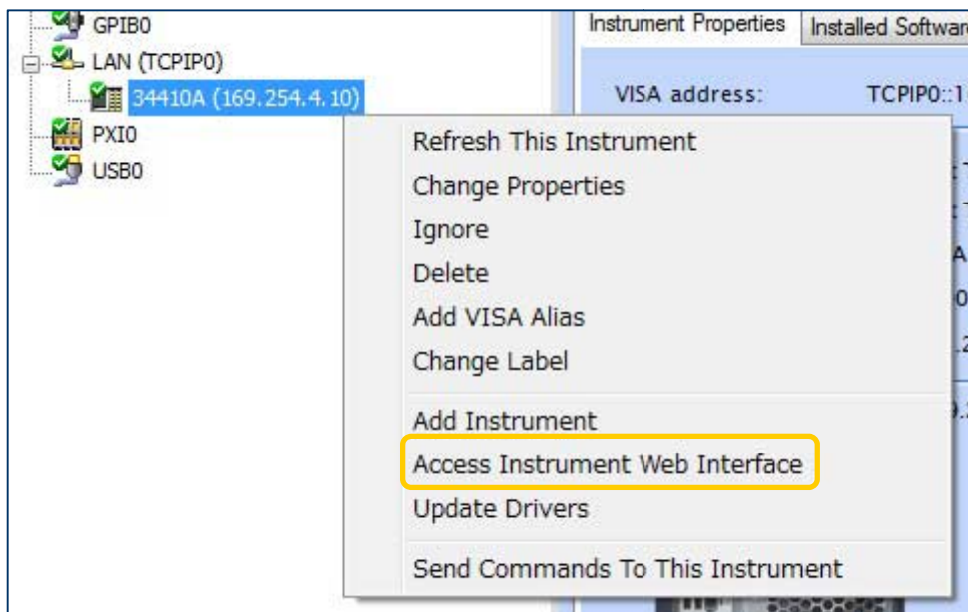 GPIB0
LAN (TCPIP0)
34410A (169.254.4.10)
PXI0
USB0
Instrument Properties
Installed Softwar
VISA address: TCPIP0::1
Refresh This Instrument
Change Properties
Ignore
Delete
Add VISA Alias
Change Label
Add Instrument
Access Instrument Web Interface
Update Drivers
Send Commands To This Instrument